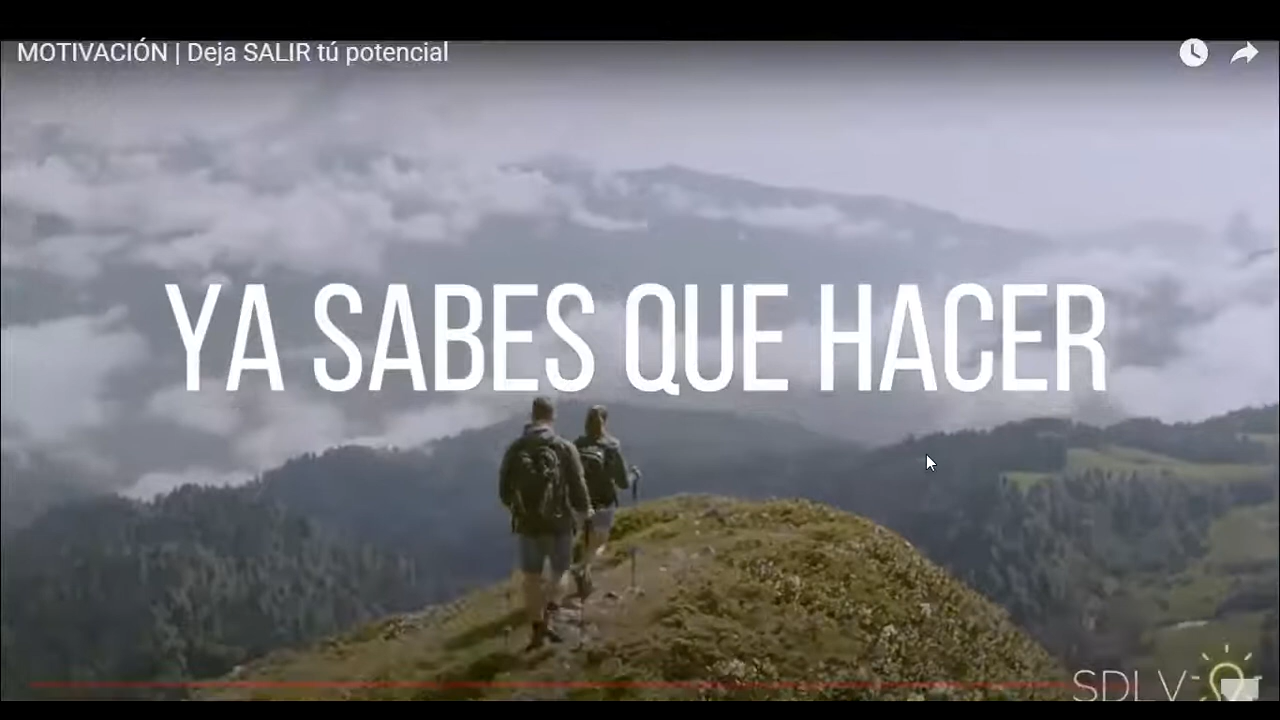 MOTIVACIÓN | Deja SALIR tú potencial
YA SABES QUE HACER
SDLV